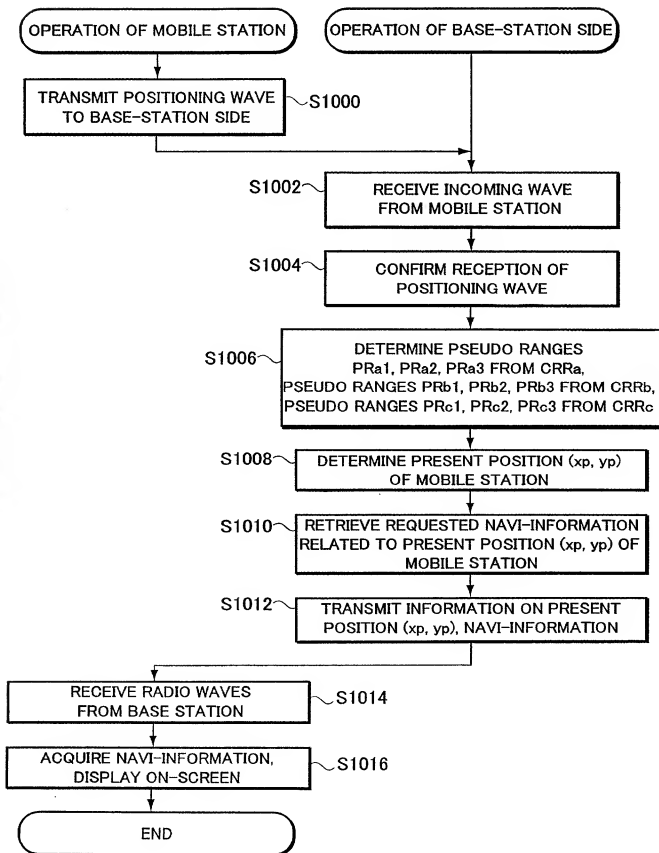 OPERATION OF MOBILE STATION
OPERATION OF BASE-STATION SIDE
TRANSMIT POSITIONING WAVE
TO BASE-STATION SIDE
S1000
S1002
RECEIVE INCOMING WAVE
FROM MOBILE STATION
S1004
CONFIRM RECEPTION OF
POSITIONING WAVE
S1006
DETERMINE PSEUDO RANGES
PRa1, PRa2, PRa3 FROM CRRa,
PSEUDO RANGES PRb1, PRb2, PRb3 FROM CRRb,
PSEUDO RANGES PRc1, PRc2, PRc3 FROM CRRc
S1008
DETERMINE PRESENT POSITION (xp, yp)
OF MOBILE STATION
S1010
RETRIEVE REQUESTED NAVI-INFORMATION
RELATED TO PRESENT POSITION (xp, yp) OF
MOBILE STATION
S1012
TRANSMIT INFORMATION ON PRESENT
POSITION (xp, yp), NAVI-INFORMATION
RECEIVE RADIO WAVES
FROM BASE STATION
S1014
ACQUIRE NAVI-INFORMATION,
DISPLAY ON-SCREEN
S1016
END